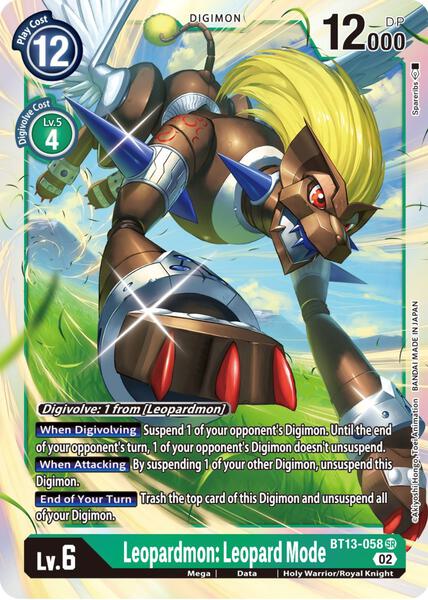 Play Cost
12
DIGIMON
DP
12000
Digivolve Cost
Lv.5
4
Spareribs
Digivolve: 1 from [Leopardmon]
When Digivolving Suspend 1 of your opponent's Digimon. Until the end
of your opponent's turn, 1 of your opponent's Digimon doesn't unsuspend.
When Attacking By suspending 1 of your other Digimon, unsuspend this
Digimon.
End of Your Turn Trash the top card of this Digimon and unsuspend all
of your Digimon.
©Akiyoshi Hongo, Toei Animation BANDAI MADE IN JAPAN
Lv.6
Leopardmon: Leopard Mode
BT13-058 SR
02
Mega | Data | Holy Warrior/Royal Knight